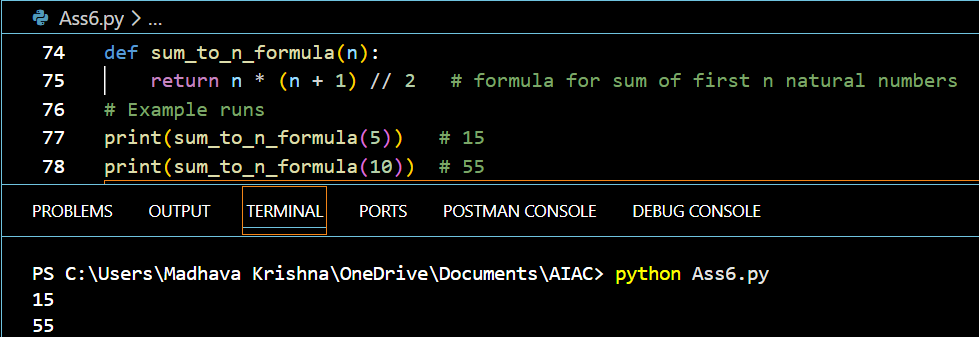 Ass6.py > ...
74 def sum_to_n_formula(n):
75     return n * (n + 1) // 2   # formula for sum of first n natural numbers
76 # Example runs
77 print(sum_to_n_formula(5))   # 15
78 print(sum_to_n_formula(10))  # 55
PROBLEMS OUTPUT TERMINAL PORTS POSTMAN CONSOLE DEBUG CONSOLE
PS C:\Users\Madhava Krishna\OneDrive\Documents\AIAC> python Ass6.py
15
55